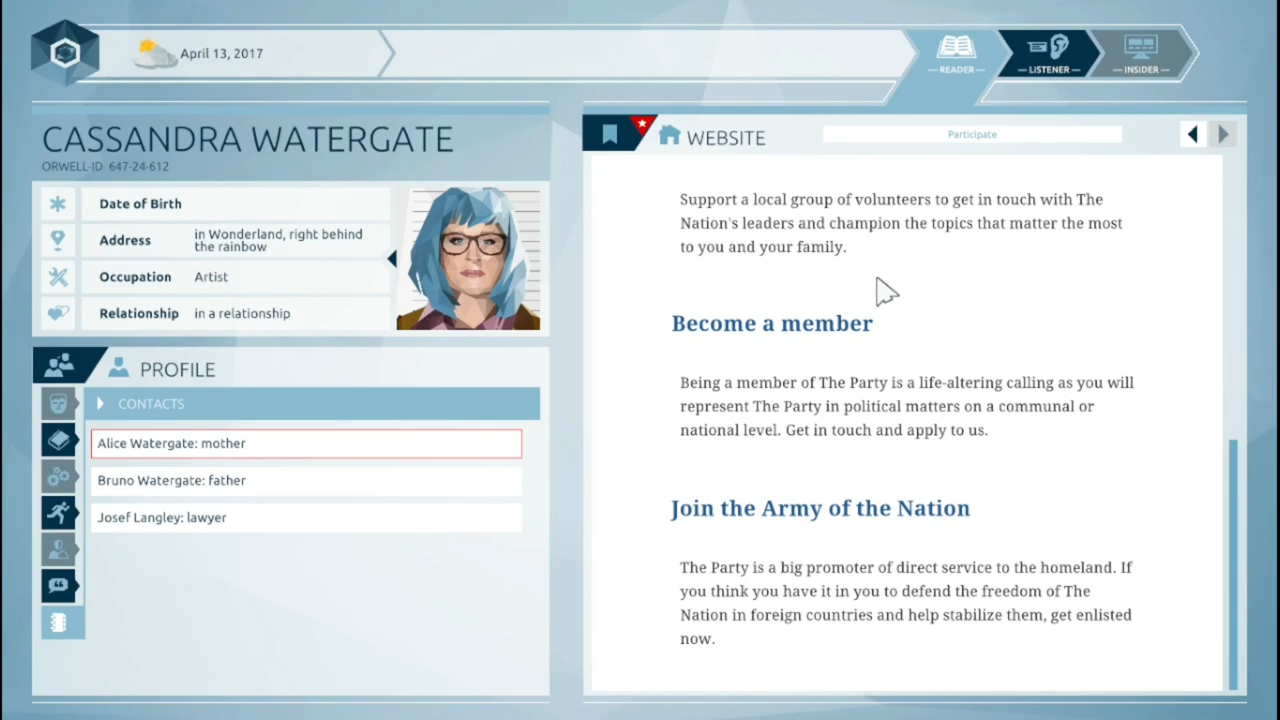 April 13, 2017
— READER —
— LISTENER —
— INSIDER —
CASSANDRA WATERGATE
ORWELL-ID: 647-24-612
Date of Birth
Address in Wonderland, right behind
the rainbow
Occupation Artist
Relationship in a relationship
PROFILE
CONTACTS
Alice Watergate: mother
Bruno Watergate: father
Josef Langley: lawyer
WEBSITE
Participate
Support a local group of volunteers to get in touch with The
Nation's leaders and champion the topics that matter the most
to you and your family.
Become a member
Being a member of The Party is a life-altering calling as you will
represent The Party in political matters on a communal or
national level. Get in touch and apply to us.
Join the Army of the Nation
The Party is a big promoter of direct service to the homeland. If
you think you have it in you to defend the freedom of The
Nation in foreign countries and help stabilize them, get enlisted
now.